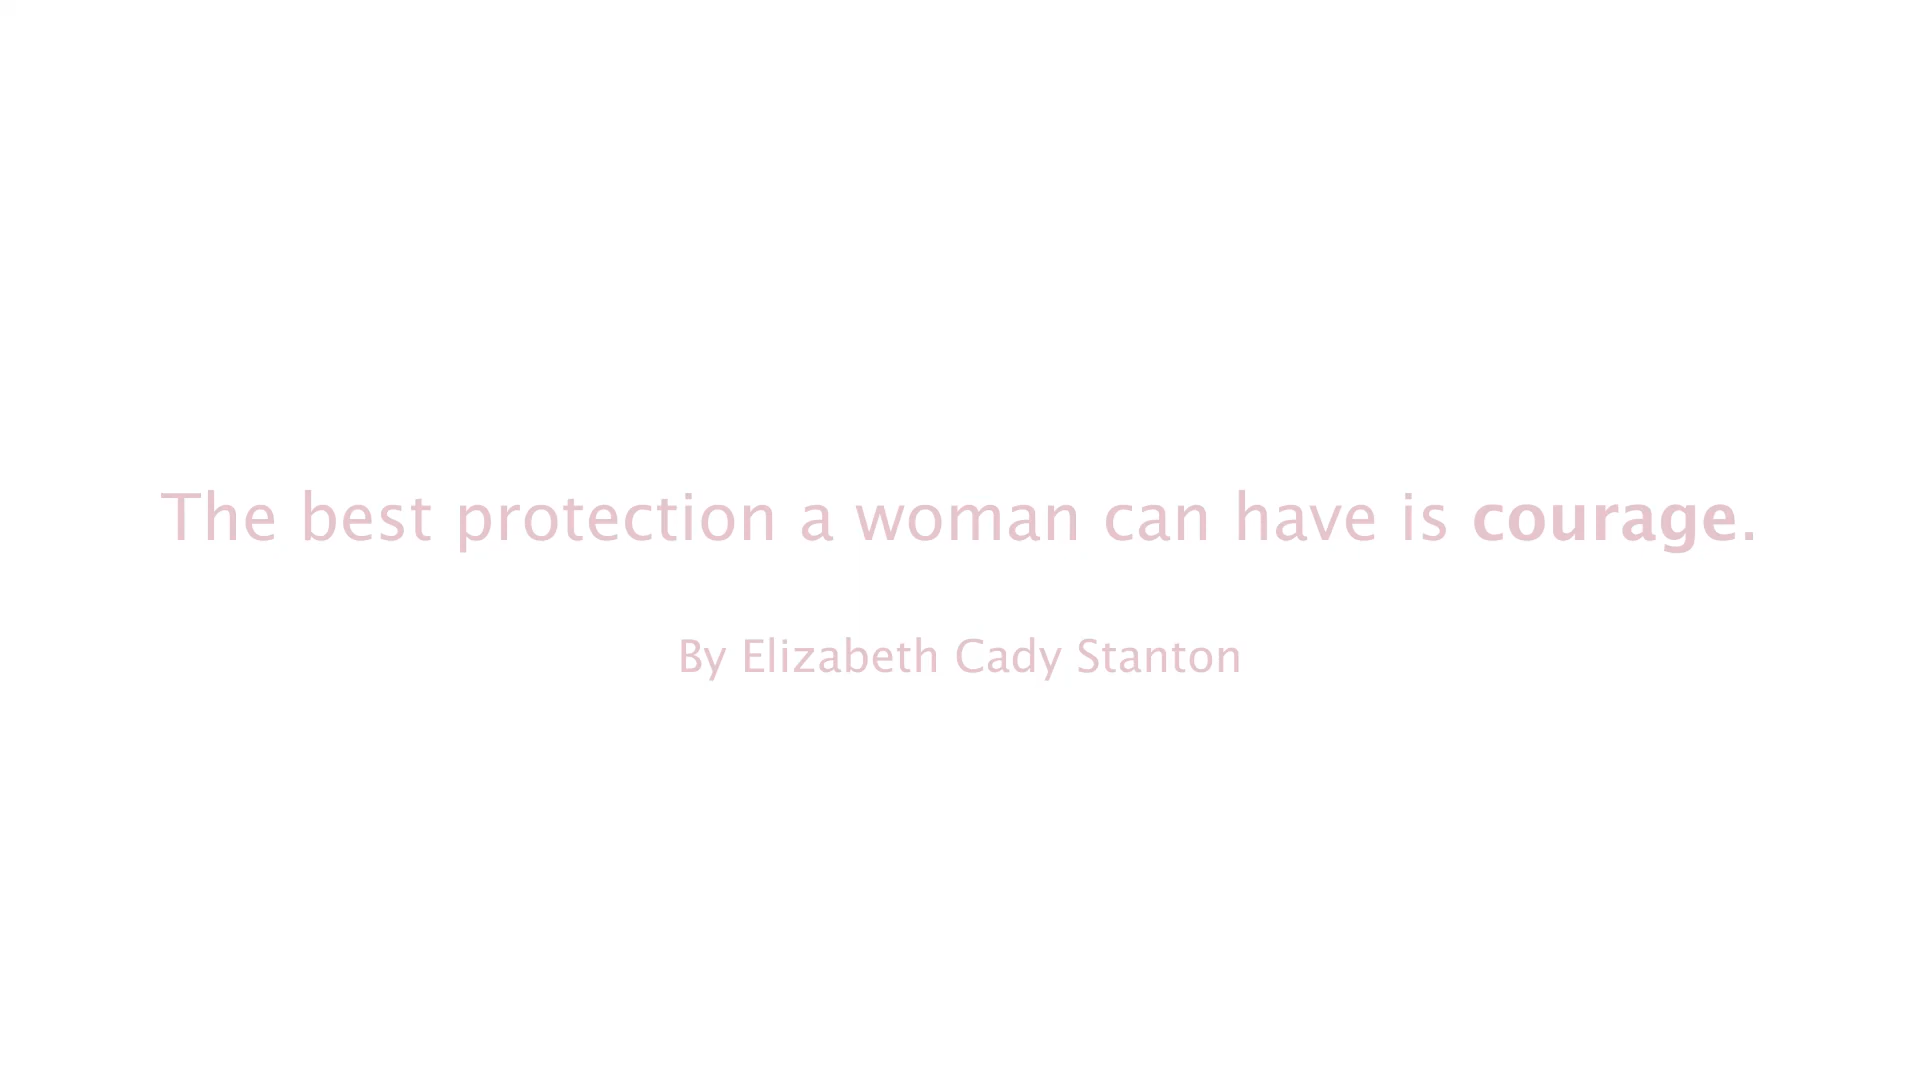 The best protection a woman can have is courage.
By Elizabeth Cady Stanton